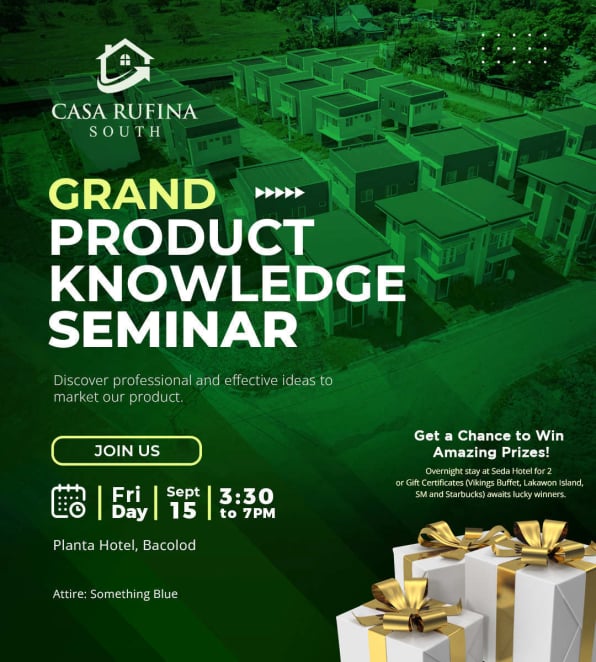 CASA RUFINA
SOUTH
GRAND
PRODUCT
KNOWLEDGE
SEMINAR
Discover professional and effective ideas to
market our product.
JOIN US
Fri
Day
Sept
15
3:30
to 7PM
Planta Hotel, Bacolod
Attire: Something Blue
Get a Chance to Win
Amazing Prizes!
Overnight stay at Seda Hotel for 2
or Gift Certificates (Vikings Buffet, Lakawon Island,
SM and Starbucks) awaits lucky winners.